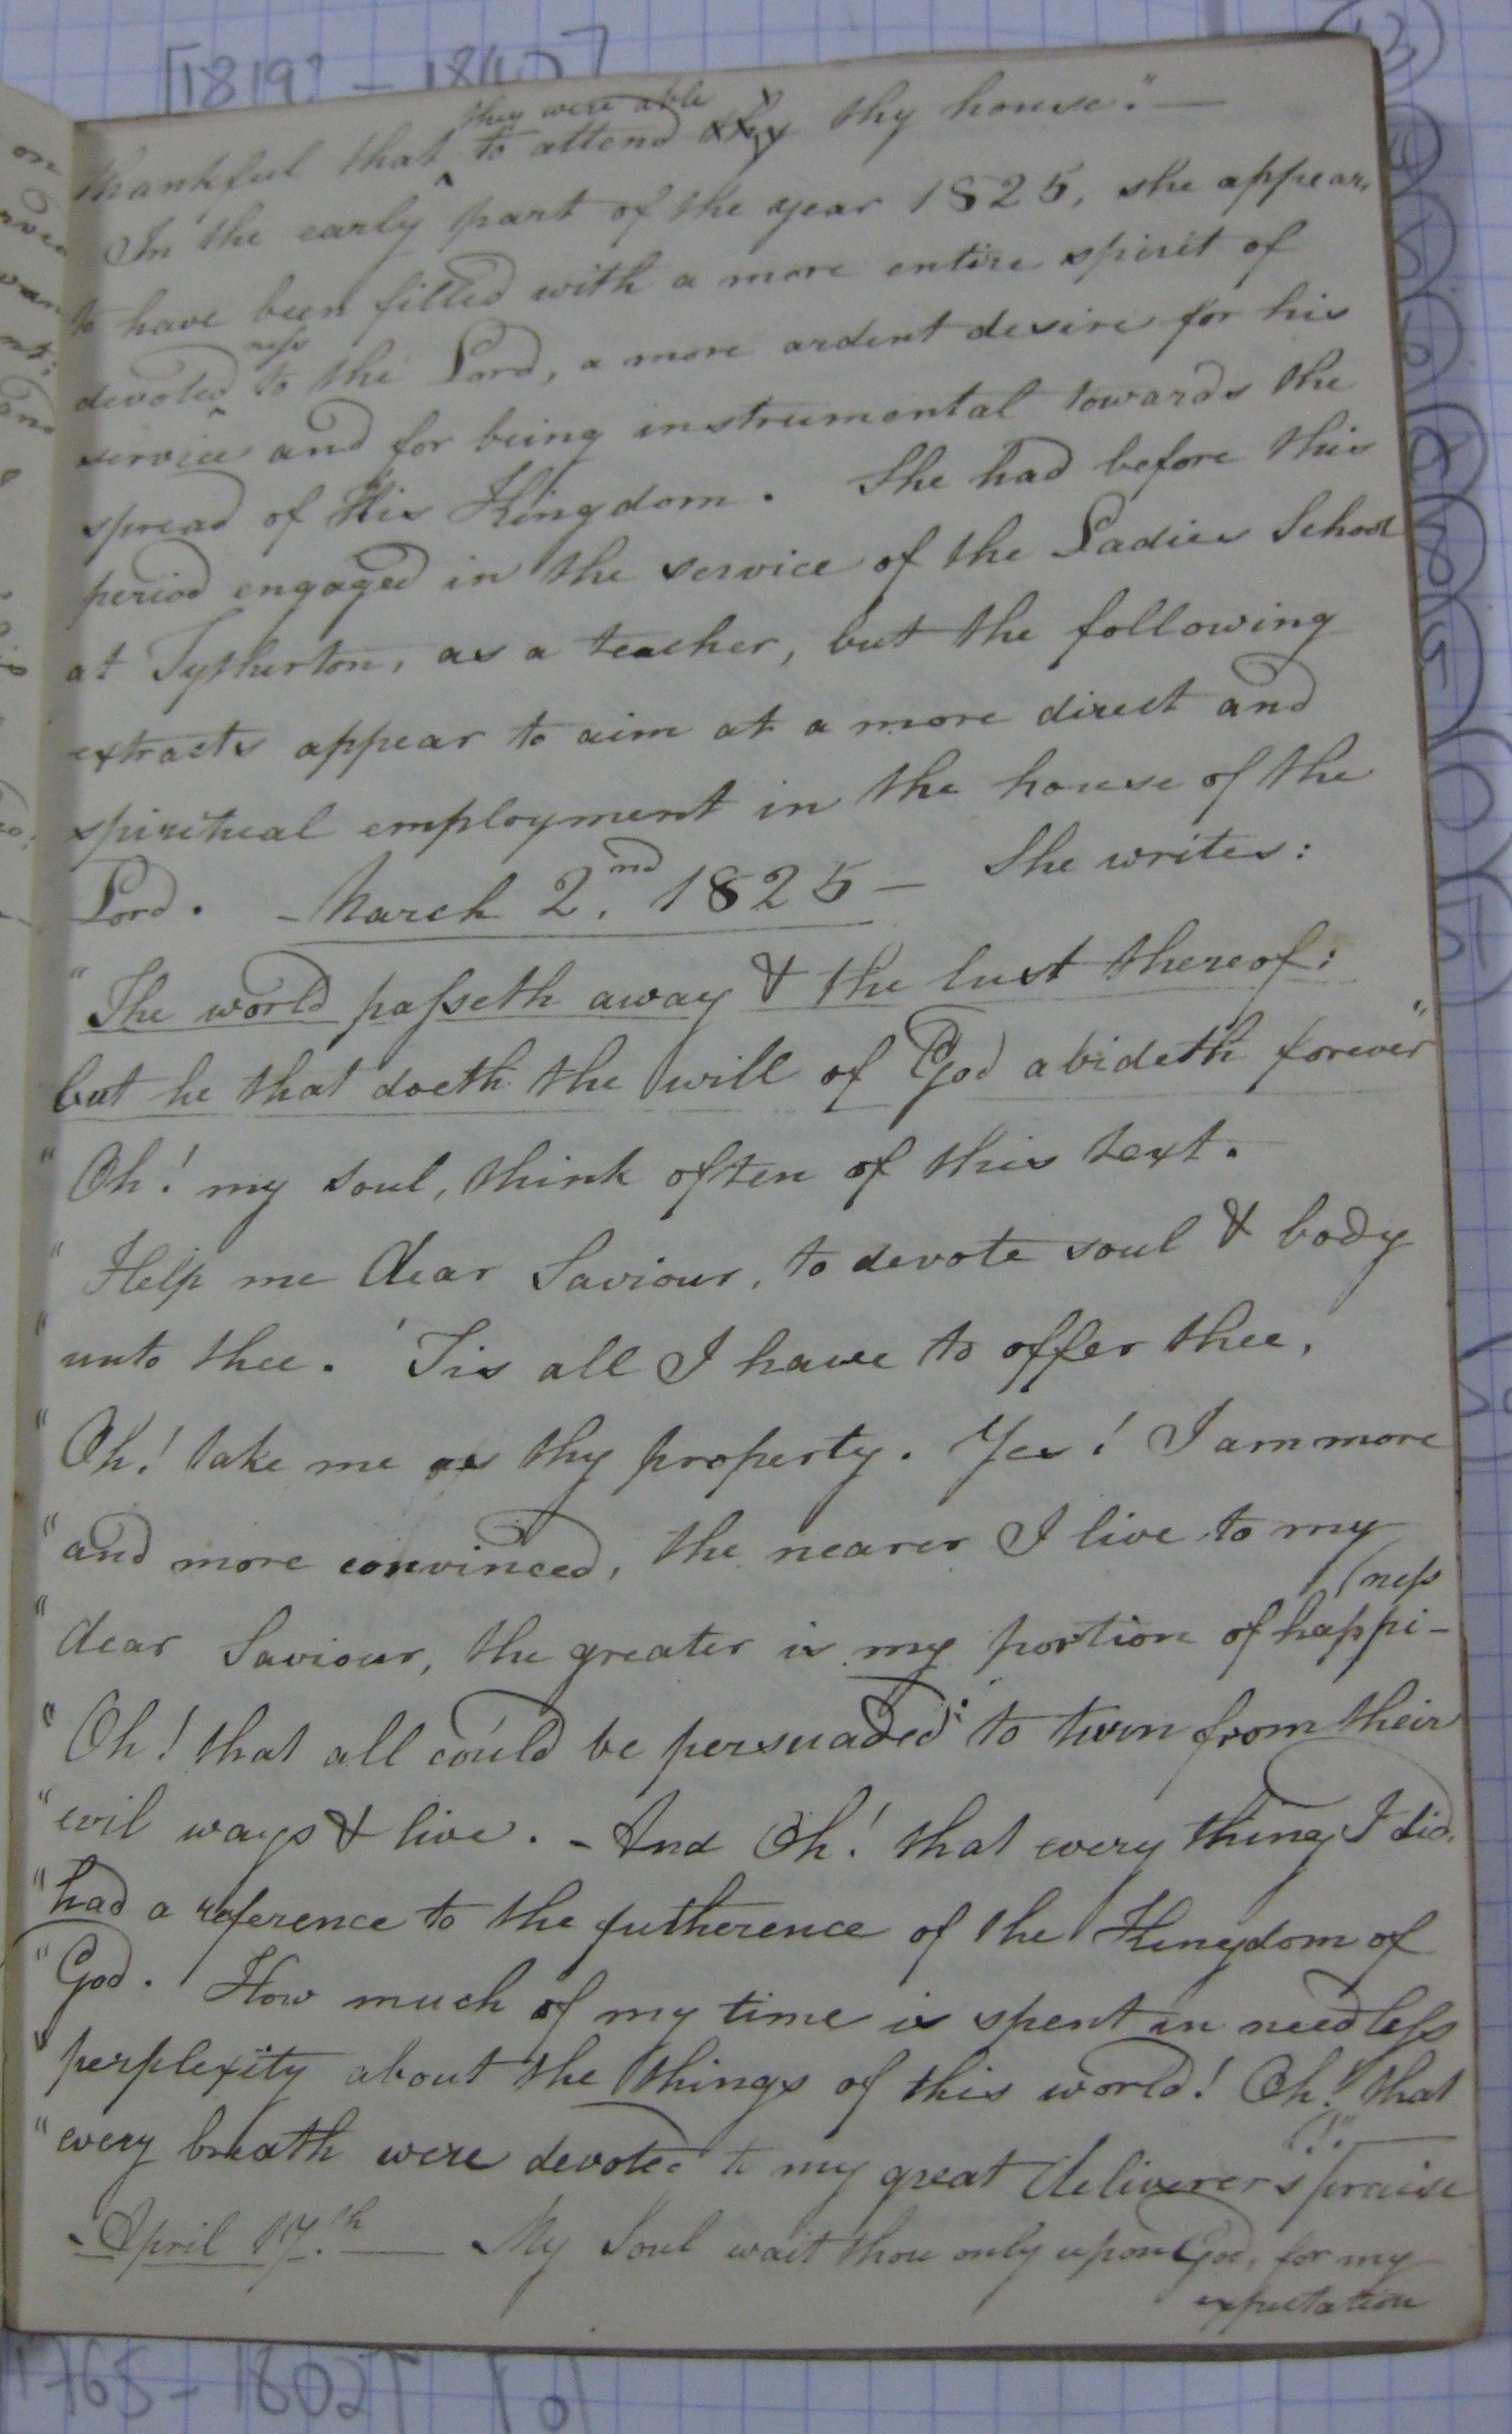 [1819? - 1840?]
they were able
thankful that ^ to attend thy thy house."—
In the early part of the year 1825, she appears
to have been filled with a more entire spirit of
ness
devoted ^ to the Lord, a more ardent desire for his
service and for being instrumental towards the
spread of His Kingdom. She had before this
period engaged in the service of the Ladies School
at Tytherton, as a teacher, but the following
extracts appear to aim at a more direct and
spiritual employment in the house of the
Lord. - March 2nd. 1825 — She writes:
"The world passeth away & the lust thereof:
but he that doeth the will of God abideth forever"
"Oh! my soul, think often of this text.
"Help me dear Saviour, to devote soul & body
"unto thee. 'Tis all I have to offer thee,
"Oh! take me as thy property. Yes! I am more
"and more convinced, the nearer I live to my
(ness
"dear Saviour, the greater is my portion of happi-
"Oh! that all could be persuaded: to turn from their
"evil ways & live. - And Oh! that every thing I did,
"had a reference to the futherence of the Kingdom of
"God. How much of my time is spent in needless
"perplexity about the things of this world! Oh! that
"every breath were devoted to my great deliverer's praise
(!"—
- April 17.th — My Soul wait thou only upon God, for my
expectation
1765 - 1802